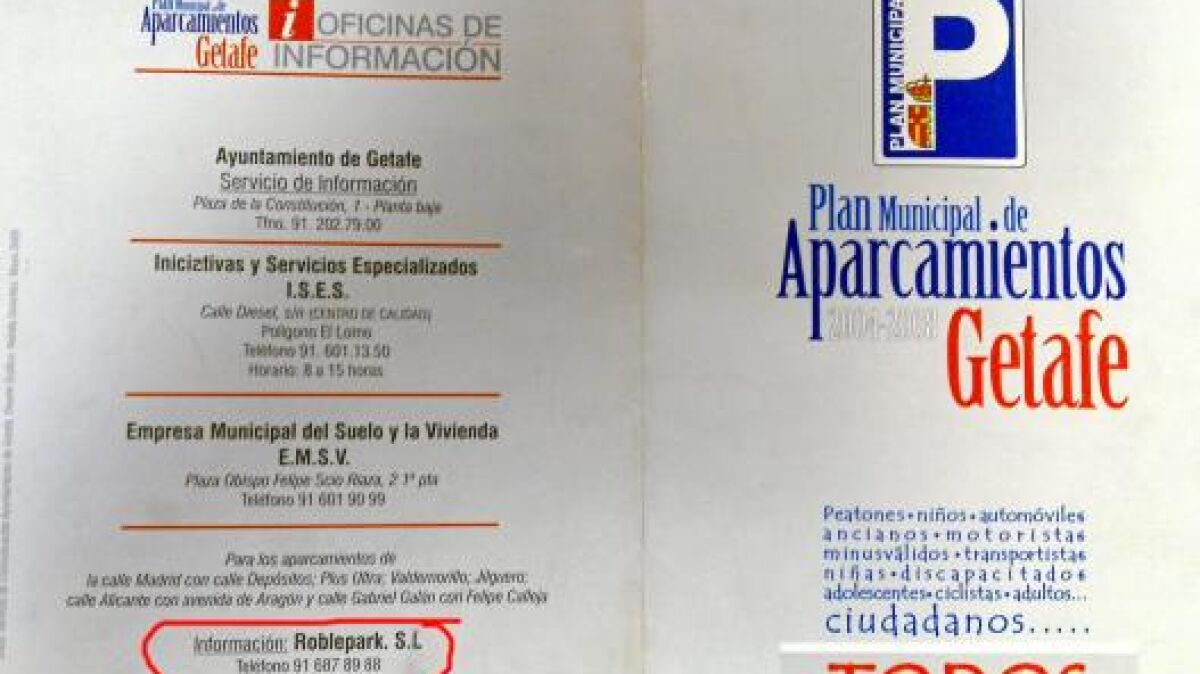 Plan Municipal de
Aparcamientos
Getafe
i OFICINAS DE
INFORMACIÓN
Ayuntamiento de Getafe
Servicio de Información
Plaza de la Constitución, 1 - Planta baja
Tfno. 91. 202.79.00
Iniciztivas y Servicios Especializados
I.S.E.S.
Calle Diesel, s/n (CENTRO DE CALIDAD)
Polígono El Lomo
Teléfono 91. 601.13.50
Horario: 8 a 15 horas
Empresa Municipal del Suelo y la Vivienda
E.M.S.V.
Plaza Obispo Felipe Scio Riaza, 2 1ª pta
Teléfono 91 601 90 99
Para los aparcamientos de
la calle Madrid con calle Depósitos; Plus Ultra; Valdemorillo; Jilguero;
calle Alicante con avenida de Aragón y calle Gabriel Galán con Felipe Calleja
Información: Roblepark. S.L
Teléfono 91 687 89 88
PLAN MUNICIPA
P
Plan Municipal de
Aparcamientos
2004-2008
Getafe
Peatones • niños • automóviles
ancianos • motoristas
minusválidos • transportistas
niñas • discapacitados
adolescentes • ciclistas • adultos...
ciudadanos.....
TODOS